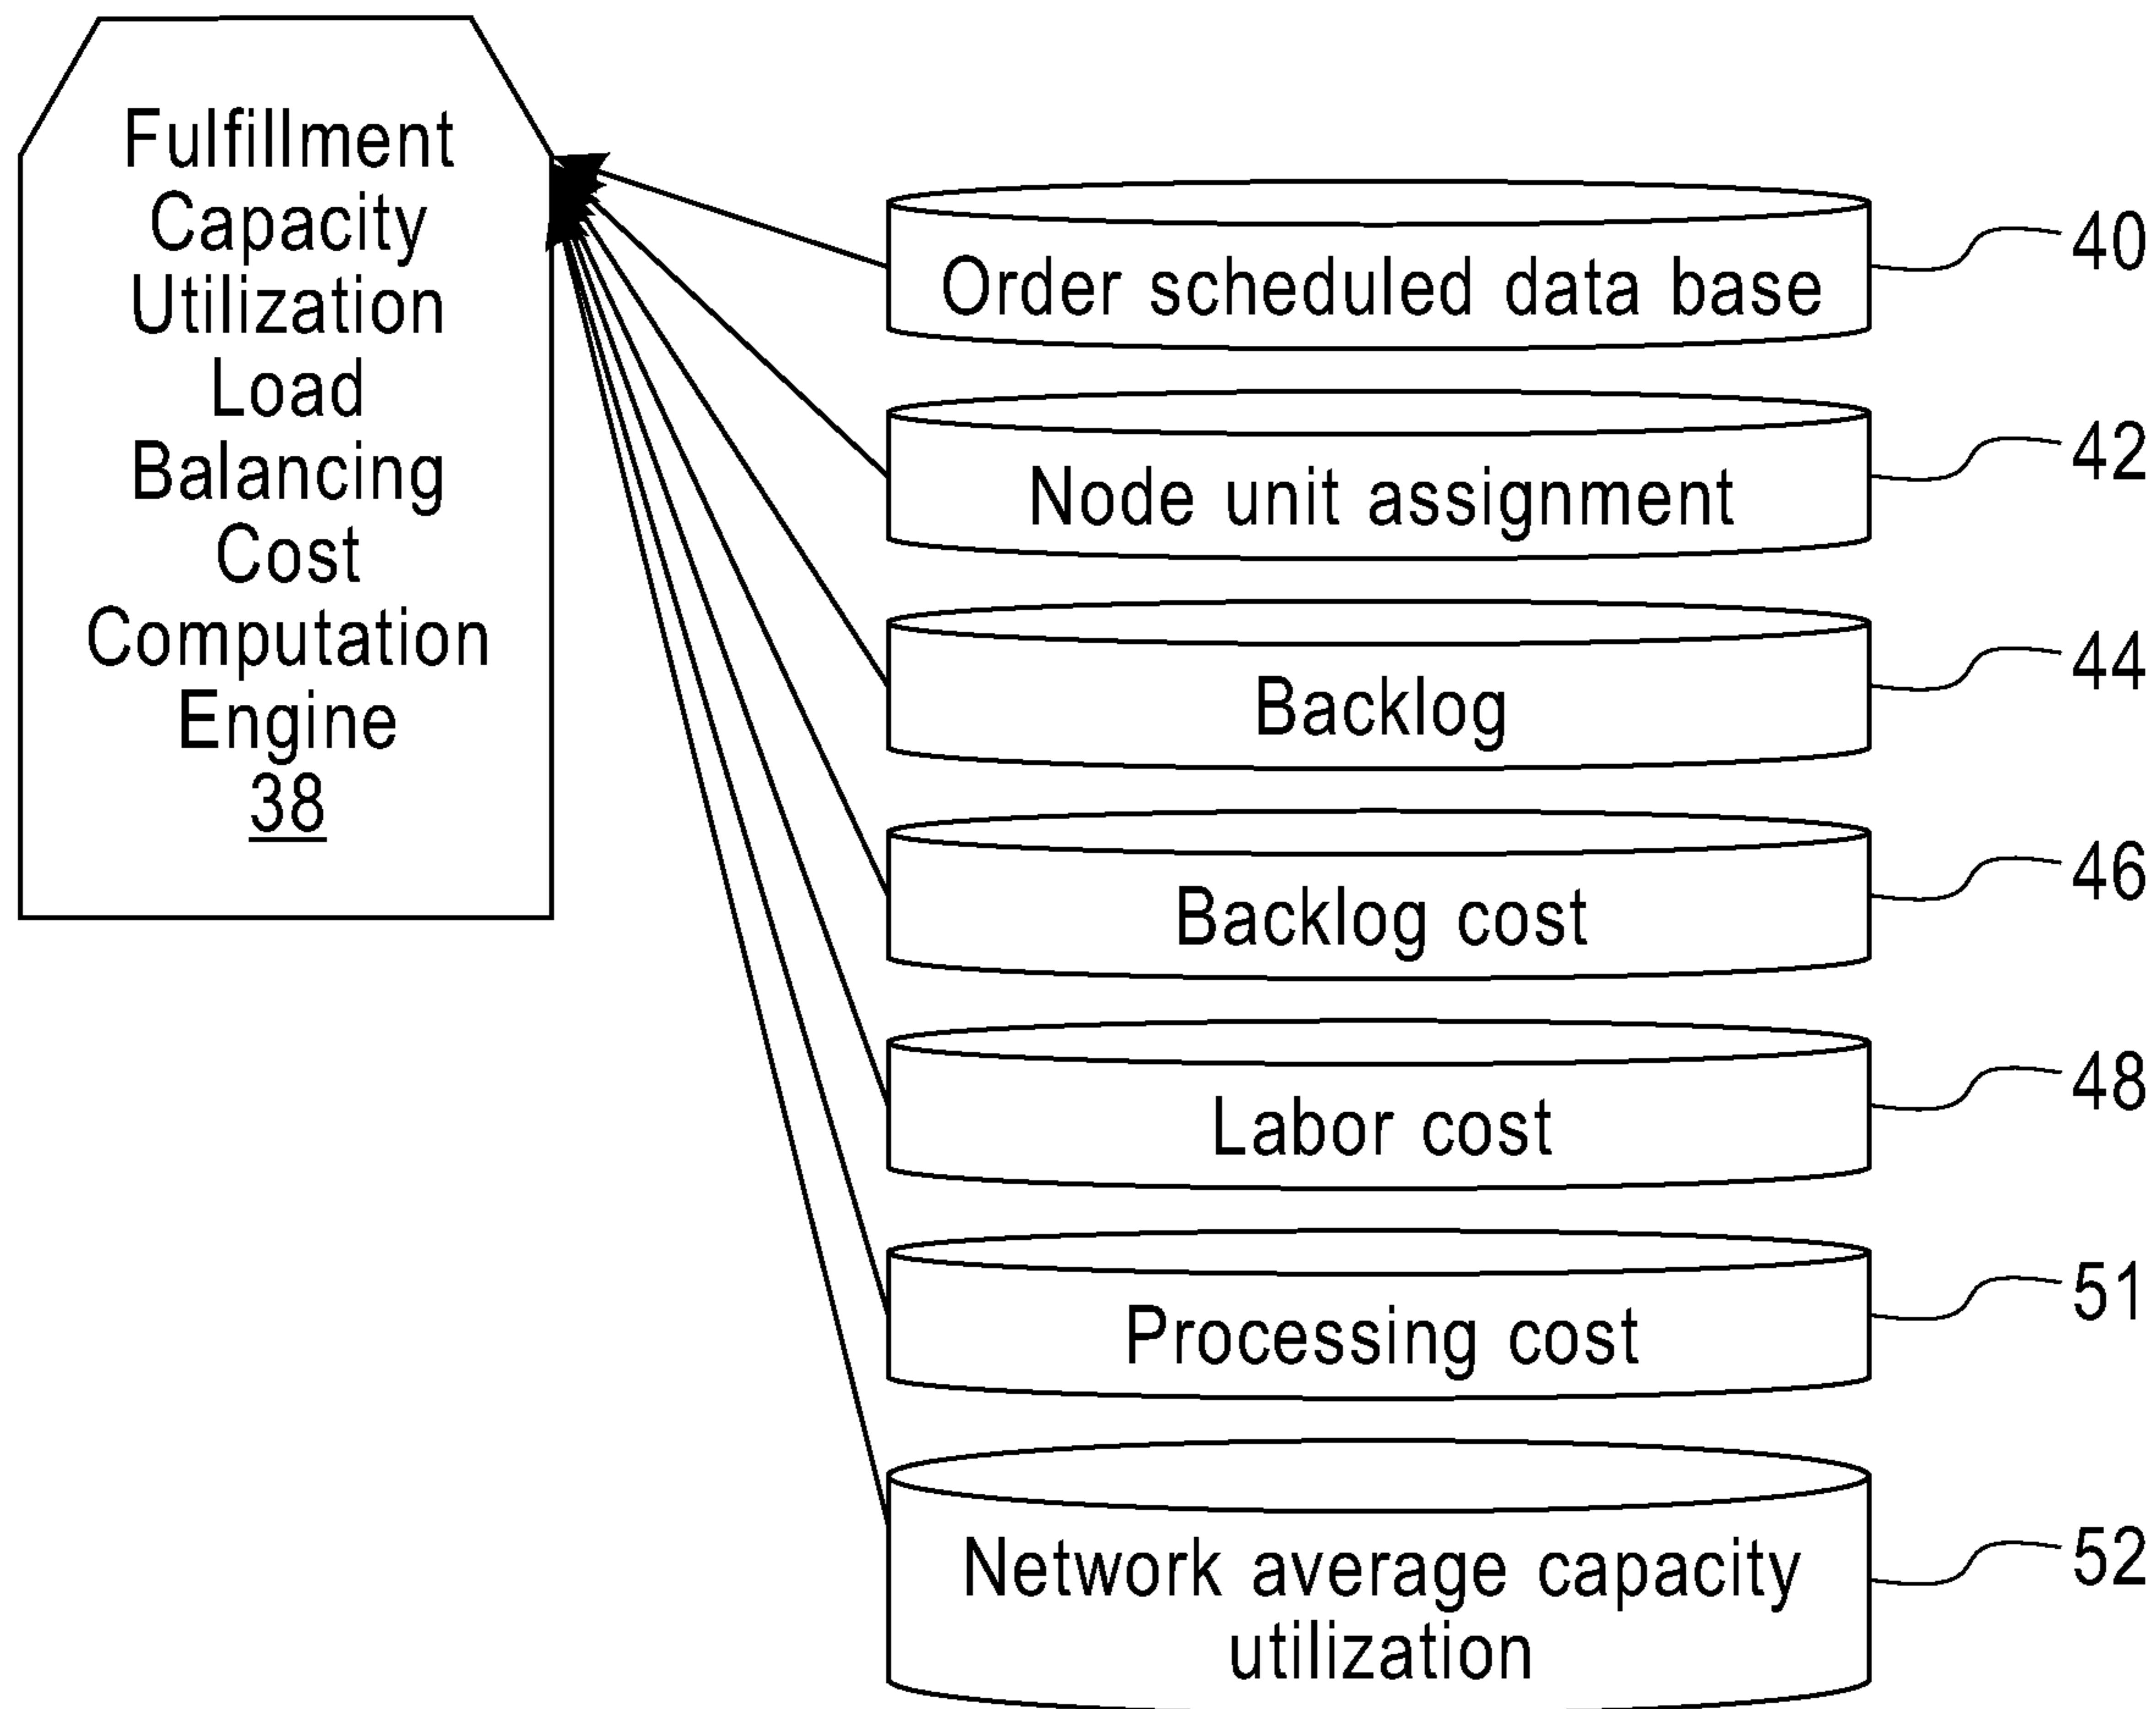 Fulfillment
Capacity
Utilization
Load
Balancing
Cost
Computation
Engine
38
Order scheduled data base
40
Node unit assignment
42
Backlog
44
Backlog cost
46
Labor cost
48
Processing cost
51
Network average capacity
utilization
52